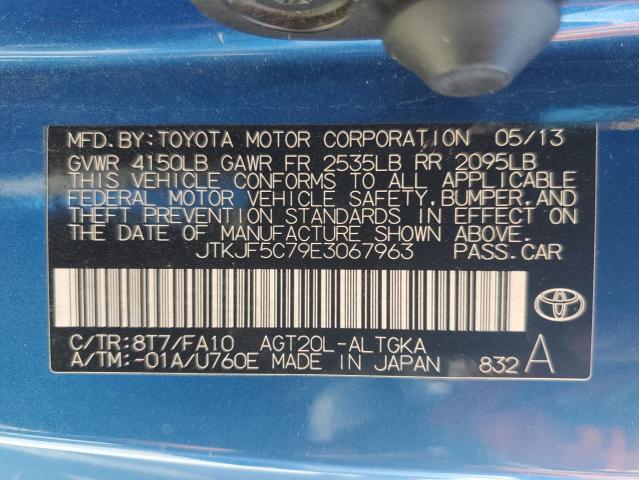 MFD.BY:TOYOTA MOTOR CORPORATION 05/13
GVWR 4150LB GAWR FR 2535LB RR 2095LB
THIS VEHICLE CONFORMS TO ALL APPLICABLE
FEDERAL MOTOR VEHICLE SAFETY,BUMPER,AND
THEFT PREVENTION STANDARDS IN EFFECT ON
THE DATE OF MANUFACTURE SHOWN ABOVE.
JTKJF5C79E3067963 PASS.CAR
C/TR:8T7/FA10 AGT20L-ALTGKA
A/TM:-01A/U760E MADE IN JAPAN 832 A